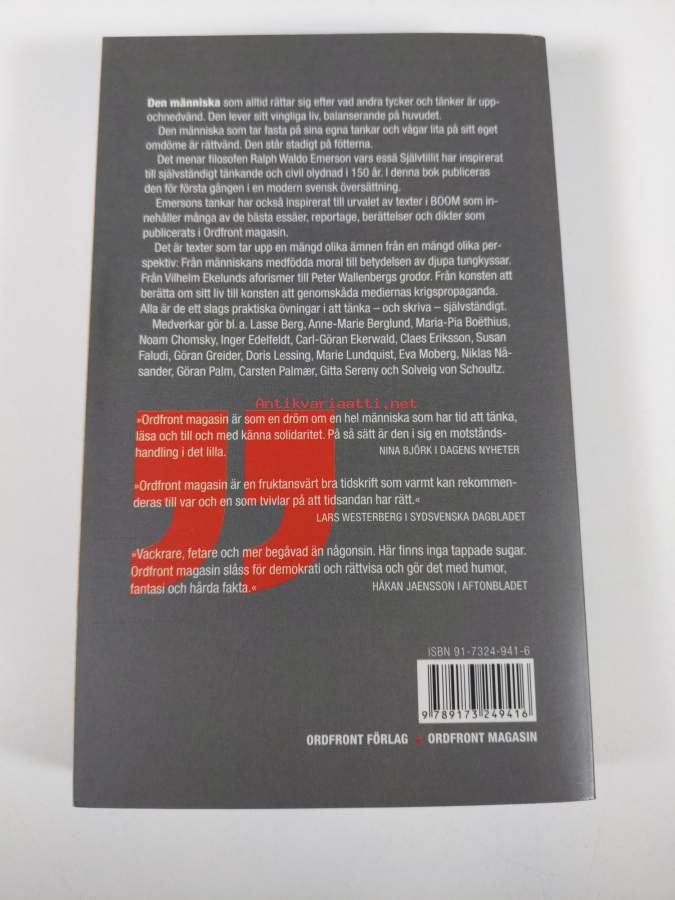 Den människa som alltid rättar sig efter vad andra tycker och tänker är upp-
ochnedvänd. Den lever sitt vingliga liv, balanserande på huvudet.
Den människa som tar fasta på sina egna tankar och vågar lita på sitt eget
omdöme är rättvänd. Den står stadigt på fötterna.
Det menar filosofen Ralph Waldo Emerson vars essä Självtillit har inspirerat
till självständigt tänkande och civil olydnad i 150 år. I denna bok publiceras
den för första gången i en modern svensk översättning.
Emersons tankar har också inspirerat till urvalet av texter i BOOM som in-
nehåller många av de bästa essäer, reportage, berättelser och dikter som
publicerats i Ordfront magasin.
Det är texter som tar upp en mängd olika ämnen från en mängd olika per-
spektiv: Från människans medfödda moral till betydelsen av djupa tungkyssar.
Från Vilhelm Ekelunds aforismer till Peter Wallenbergs grodor. Från konsten att
berätta om sitt liv till konsten att genomskåda mediernas krigspropaganda.
Alla är de ett slags praktiska övningar i att tänka – och skriva – självständigt.
Medverkar gör bl. a. Lasse Berg, Anne-Marie Berglund, Maria-Pia Boëthius,
Noam Chomsky, Inger Edelfeldt, Carl-Göran Ekerwald, Claes Eriksson, Susan
Faludi, Göran Greider, Doris Lessing, Marie Lundquist, Eva Moberg, Niklas Nå-
sander, Göran Palm, Carsten Palmær, Gitta Sereny och Solveig von Schoultz.
Antikvariaatti.net
»Ordfront magasin är som en dröm om en hel människa som har tid att tänka,
läsa och till och med känna solidaritet. På så sätt är den i sig en motstånds-
handling i det lilla. NINA BJÖRK I DAGENS NYHETER
»Ordfront magasin är en fruktansvärt bra tidskrift som varmt kan rekommen-
deras till var och en som tvivlar på att tidsandan har rätt.«
LARS WESTERBERG I SYDSVENSKA DAGBLADET
»Vackrare, fetare och mer begåvad än någonsin. Här finns inga tappade sugar.
Ordfront magasin slåss för demokrati och rättvisa och gör det med humor,
fantasi och hårda fakta.« HÅKAN JAENSSON I AFTONBLADET
ISBN 91-7324-941-6
9 789173 249416
ORDFRONT FÖRLAG • ORDFRONT MAGASIN